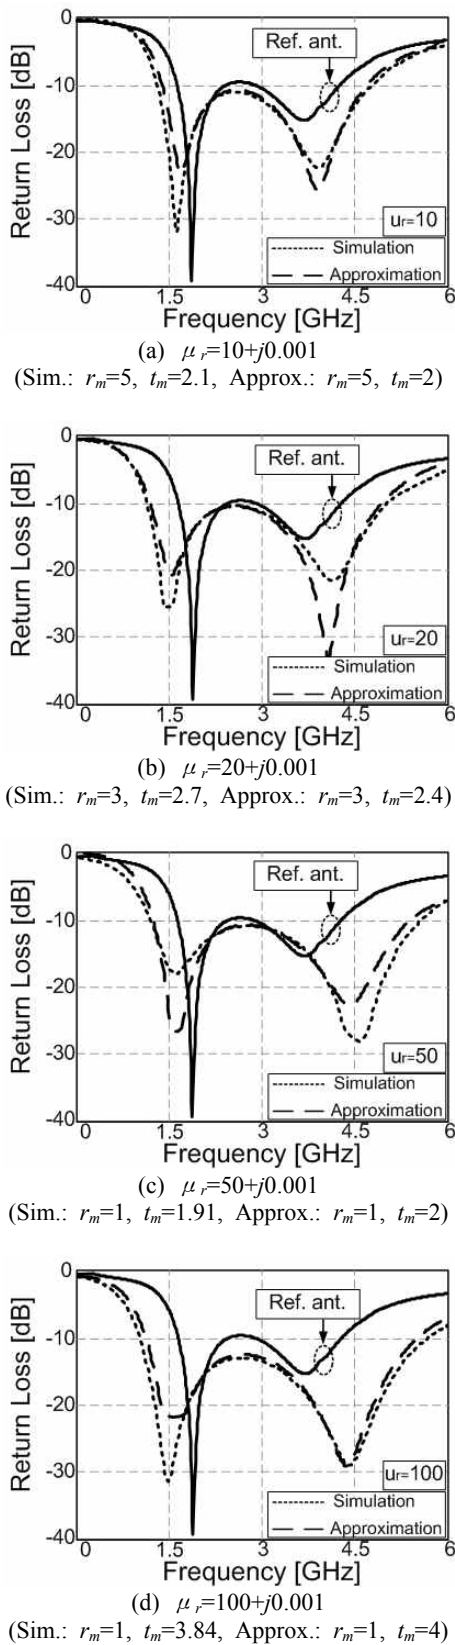 0
-10
-20
-30
-40
Return Loss [dB]
Ref. ant.
ur=10
Simulation
Approximation
0 1.5 3 4.5 6
Frequency [GHz]
(a) μr=10+j0.001
(Sim.: rm=5, tm=2.1, Approx.: rm=5, tm=2)
0
-10
-20
-30
-40
Return Loss [dB]
Ref. ant.
ur=20
Simulation
Approximation
0 1.5 3 4.5 6
Frequency [GHz]
(b) μr=20+j0.001
(Sim.: rm=3, tm=2.7, Approx.: rm=3, tm=2.4)
0
-10
-20
-30
-40
Return Loss [dB]
Ref. ant.
ur=50
Simulation
Approximation
0 1.5 3 4.5 6
Frequency [GHz]
(c) μr=50+j0.001
(Sim.: rm=1, tm=1.91, Approx.: rm=1, tm=2)
0
-10
-20
-30
-40
Return Loss [dB]
Ref. ant.
ur=100
Simulation
Approximation
0 1.5 3 4.5 6
Frequency [GHz]
(d) μr=100+j0.001
(Sim.: rm=1, tm=3.84, Approx.: rm=1, tm=4)